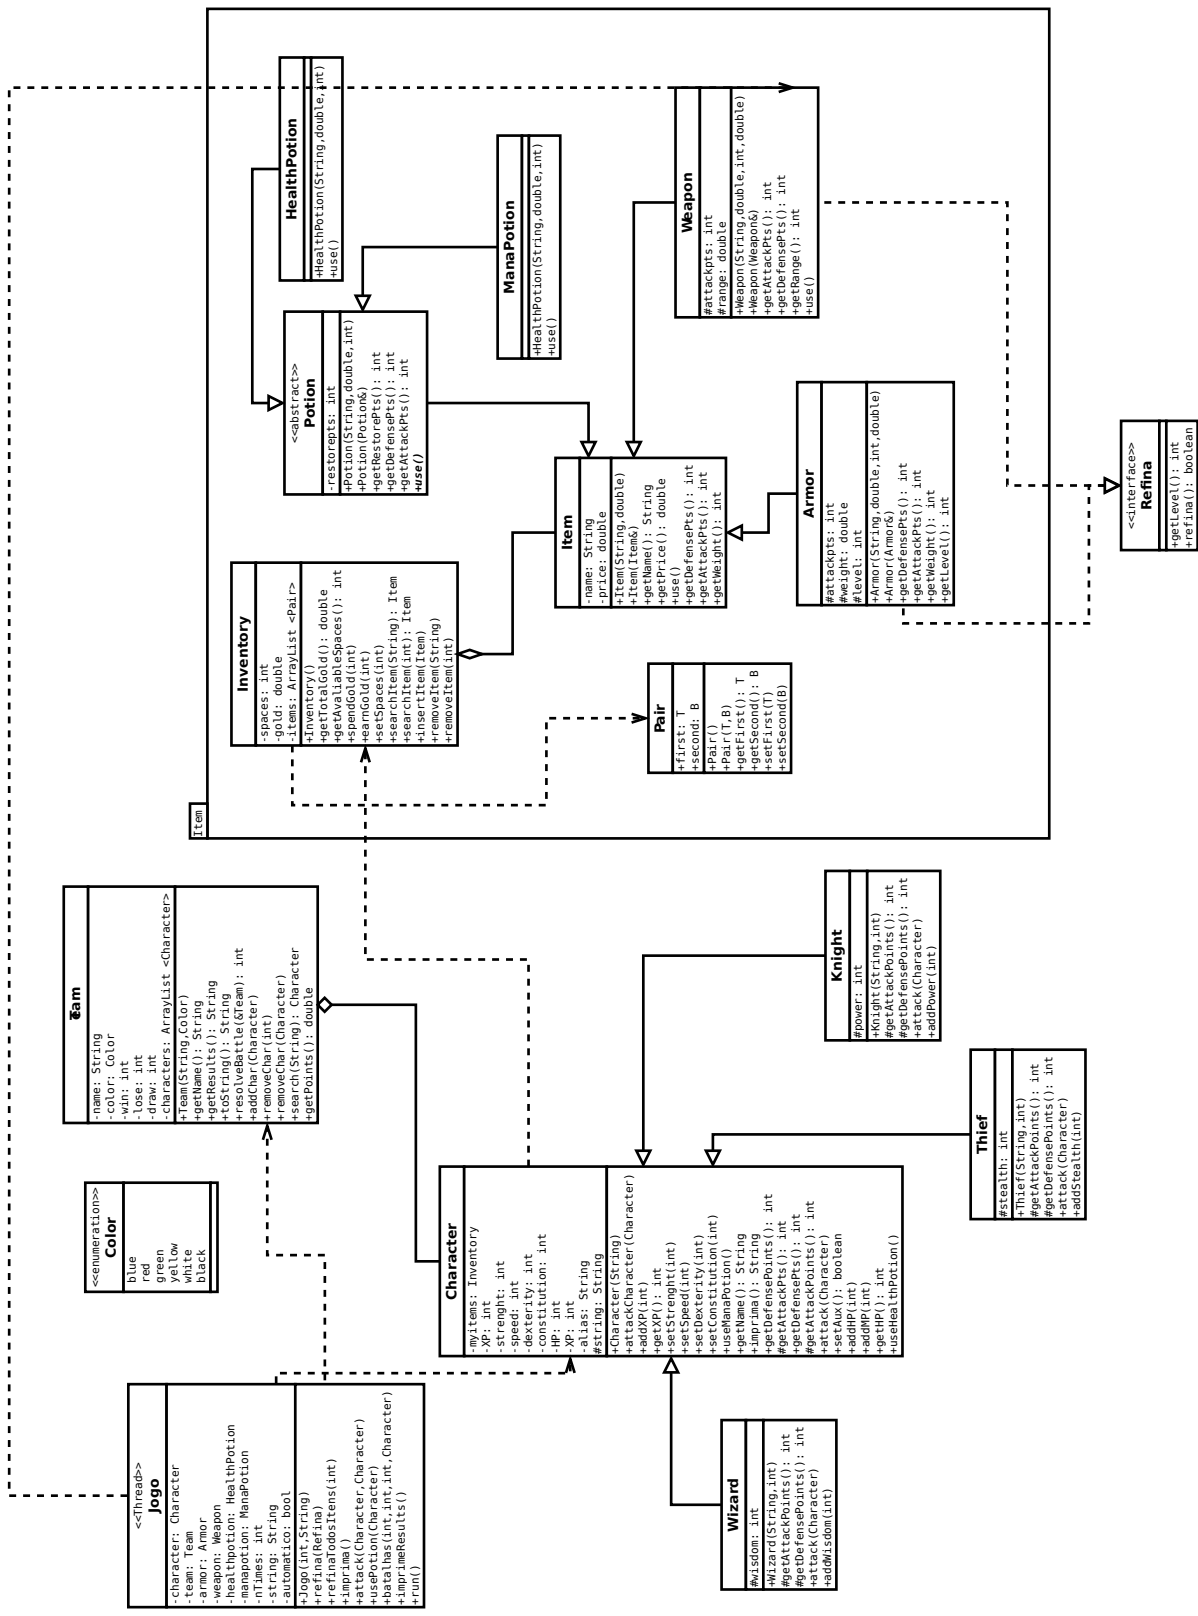 <<Thread>>
Jogo
-character: Character
-team: Team
-armor: Armor
-weapon: Weapon
-healthpotion: HealthPotion
-manapotion: ManaPotion
-nTimes: int
-string: String
-automatico: bool
+Jogo(int,String)
+refina(Refina)
+refinaTodosItens(int)
+imprima()
+attack(Character,Character)
+usePotion(Character)
+batalhas(int,int,int,Character)
+imprimeResults()
+run()
<<enumeration>>
Color
blue
red
green
yellow
white
black
Team
-name: String
-color: Color
-win: int
-lose: int
-draw: int
-characters: ArrayList <Character>
+Team(String,Color)
+getName(): String
+getResults(): String
+toString(): String
+resolveBattle(&Team): int
+addChar(Character)
+removeChar(int)
+removeChar(Character)
+search(String): Character
+getPoints(): double
Wizard
#wisdom: int
+Wizard(String,int)
#getAttackPoints(): int
#getDefensePoints(): int
+attack(Character)
+addWisdom(int)
Character
-myitems: Inventory
-XP: int
-strenght: int
-speed: int
-dexterity: int
-constitution: int
-HP: int
-XP: int
-alias: String
#string: String
+Character(String)
+attackCharacter(Character)
+addXP(int)
+getXP(): int
+setStrenght(int)
+setSpeed(int)
+setDexterity(int)
+setConstitution(int)
+useManaPotion()
+getName(): String
+imprima(): String
+getDefensePoints(): int
#getAttackPts(): int
#getDefensePts(): int
#getAttackPoints(): int
+attack(Character)
+setAux(): boolean
+addHP(int)
+addMP(int)
+getHP(): int
+useHealthPotion()
Thief
#stealth: int
+Thief(String,int)
#getAttackPoints(): int
#getDefensePoints(): int
+attack(Character)
+addStealth(int)
Knight
#power: int
+Knight(String,int)
#getAttackPoints(): int
#getDefensePoints(): int
+attack(Character)
+addPower(int)
Item
Inventory
-spaces: int
-gold: double
-items: ArrayList <Pair>
+Inventory()
+getTotalGold(): double
+getAvaliableSpaces(): int
+spendGold(int)
+earnGold(int)
+setSpaces(int)
+searchItem(String): Item
+searchItem(int): Item
+insertItem(Item)
+removeItem(String)
+removeItem(int)
Pair
+first: T
+second: B
+Pair()
+Pair(T,B)
+getFirst(): T
+getSecond(): B
+setFirst(T)
+setSecond(B)
<<abstract>>
Potion
-restorepts: int
+Potion(String,double,int)
+Potion(Potion&)
+getRestorePts(): int
+getDefensePts(): int
+getAttackPts(): int
+use()
Item
-name: String
-price: double
+Item(String,double)
+Item(Item&)
+getName(): String
+getPrice(): double
+use()
+getDefensePts(): int
+getAttackPts(): int
+getWeight(): int
Armor
#attackpts: int
#weight: double
#level: int
+Armor(String,double,int,double)
+Armor(Armor&)
+getDefensePts(): int
+getAttackPts(): int
+getWeight(): int
+getLevel(): int
<<interface>>
Refina
+getLevel(): int
+refina(): boolean
HealthPotion
+HealthPotion(String,double,int)
+use()
ManaPotion
+HealthPotion(String,double,int)
+use()
Weapon
#attackpts: int
#range: double
+Weapon(String,double,int,double)
+Weapon(Weapon&)
+getAttackPts(): int
+getDefensePts(): int
+getRange(): int
+use()